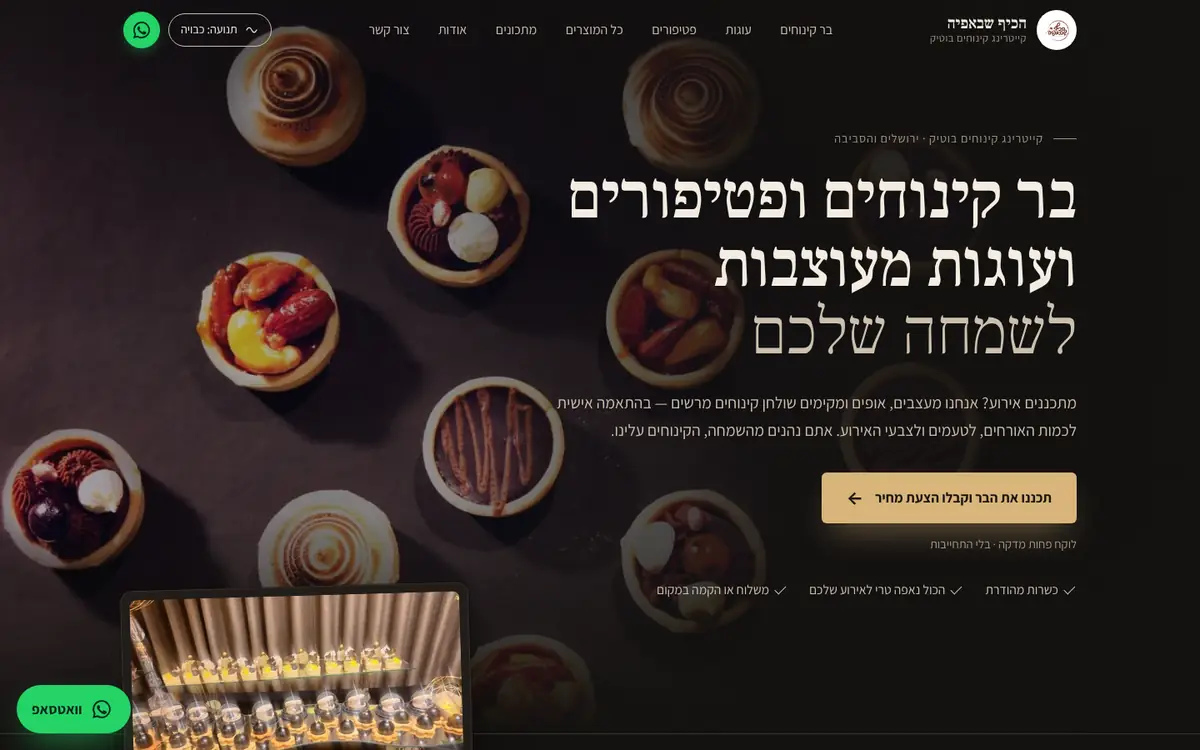 הכיף שבאפיה
קייטרינג קינוחים בוטיק
בר קינוחים
עוגות
פטיפורים
כל המוצרים
מתכונים
אודות
צור קשר
תנועה: כבויה
קייטרינג קינוחים בוטיק · ירושלים והסביבה
בר קינוחים ופטיפורים
ועוגות מעוצבות
לשמחה שלכם
מתכננים אירוע? אנחנו מעצבים, אופים ומקימים שולחן קינוחים מרשים — בהתאמה אישית
לכמות האורחים, לטעמים ולצבעי האירוע. אתם נהנים מהשמחה, הקינוחים עלינו.
תכננו את הבר וקבלו הצעת מחיר
לוקח פחות מדקה · בלי התחייבות
כשרות מהודרת
הכול נאפה טרי לאירוע שלכם
משלוח או הקמה במקום
וואטסאפ